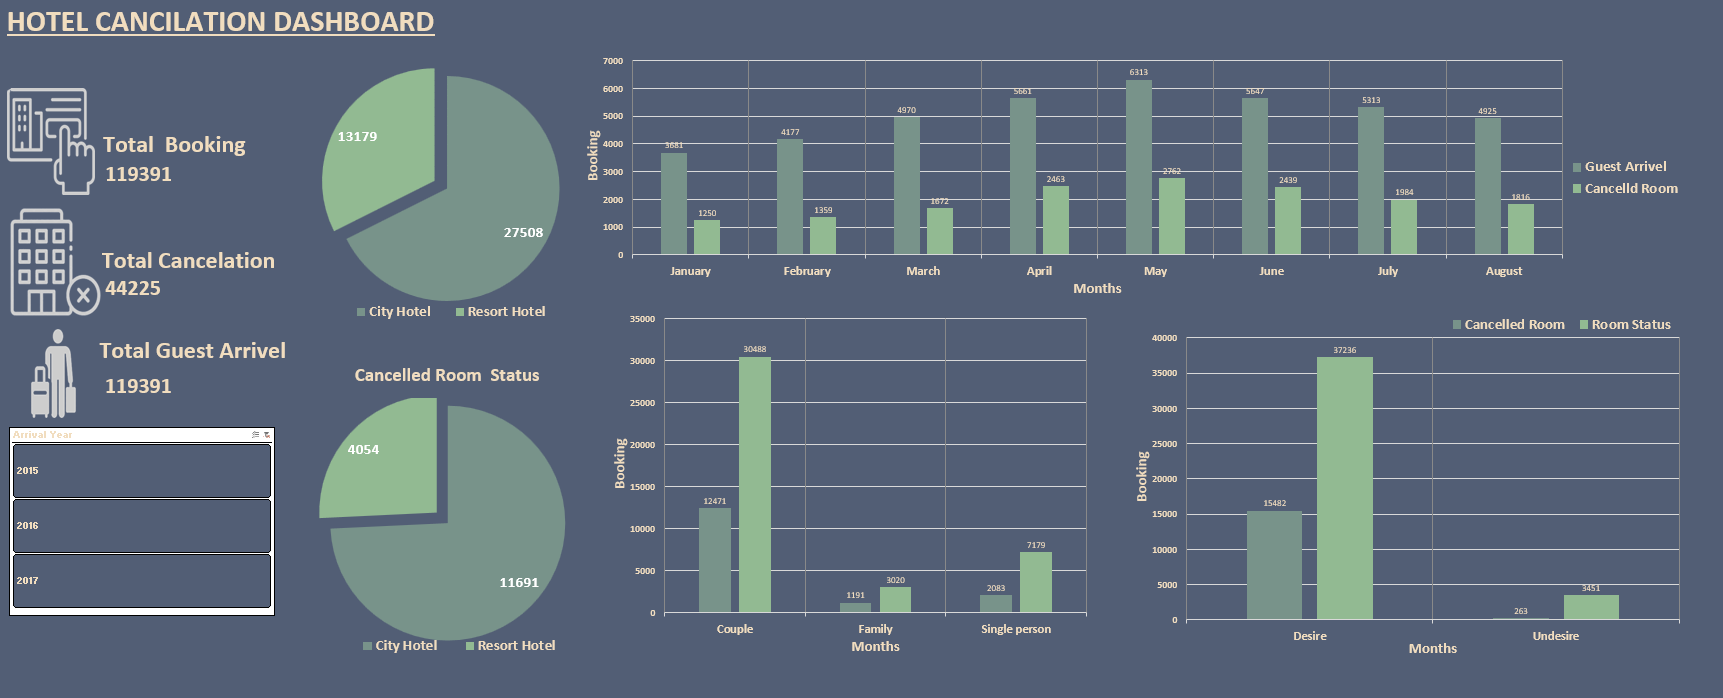 HOTEL CANCILATION DASHBOARD
Total  Booking
119391
Total Cancelation
44225
Total Guest Arrivel
119391
Arrival Year
2015
2016
2017
13179
27508
City Hotel
Resort Hotel
Cancelled Room  Status
4054
11691
City Hotel
Resort Hotel
Booking
7000
6000
5000
4000
3000
2000
1000
0
3681
1250
4177
1359
4970
1672
5661
2463
6313
2762
5647
2439
5313
1984
4925
1816
January
February
March
April
May
June
July
August
Months
Guest Arrivel
Cancelld Room
Booking
35000
30000
25000
20000
15000
10000
5000
0
12471
30488
1191
3020
2083
7179
Couple
Family
Single person
Months
Cancelled Room
Room Status
Booking
40000
35000
30000
25000
20000
15000
10000
5000
0
15482
37236
263
3451
Desire
Undesire
Months